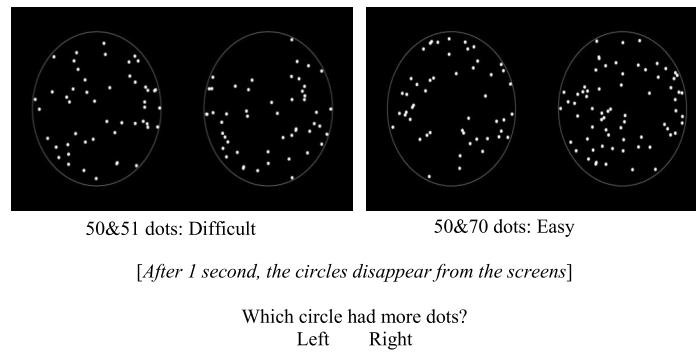 50&51 dots: Difficult
50&70 dots: Easy
[After 1 second, the circles disappear from the screens]
Which circle had more dots?
Left Right